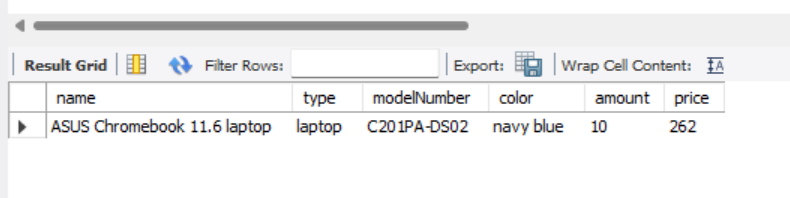 Result Grid Filter Rows: Export: Wrap Cell Content: IA
name type modelNumber color amount price
ASUS Chromebook 11.6 laptop laptop C201PA-DS02 navy blue 10 262